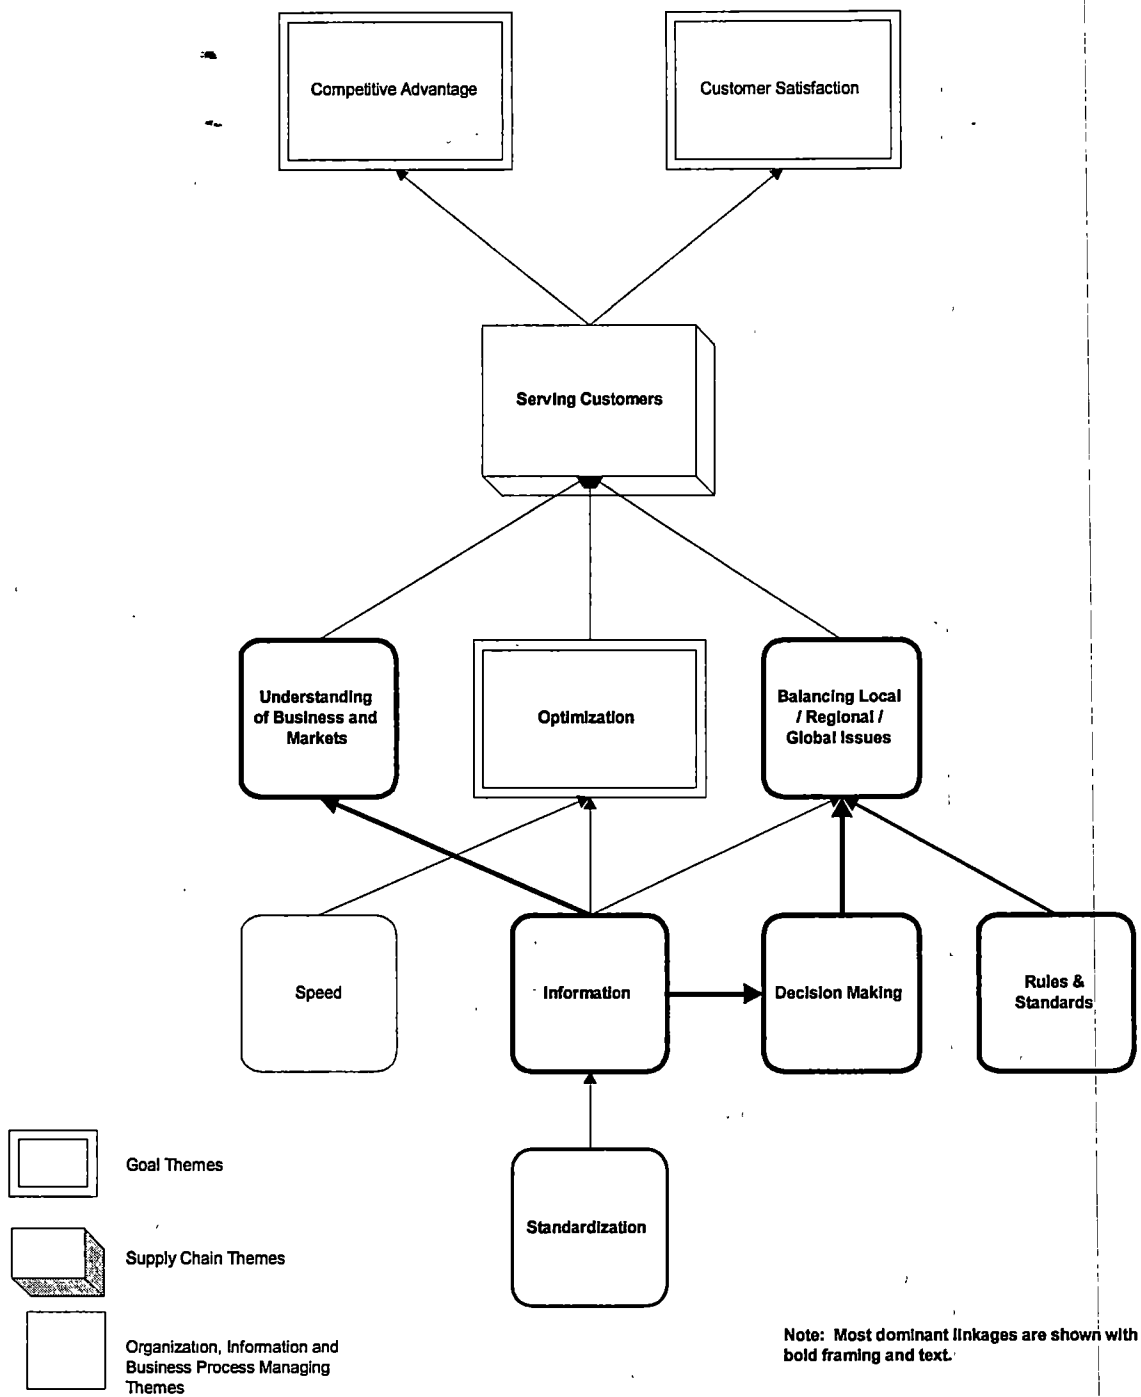 Competitive Advantage
Customer Satisfaction
Serving Customers
Understanding
of Business and
Markets
Optimization
Balancing Local
/ Regional /
Global Issues
Speed
Information
Decision Making
Rules &
Standards
Standardization
Goal Themes
Supply Chain Themes
Organization, Information and
Business Process Managing
Themes
Note: Most dominant linkages are shown with
bold framing and text.